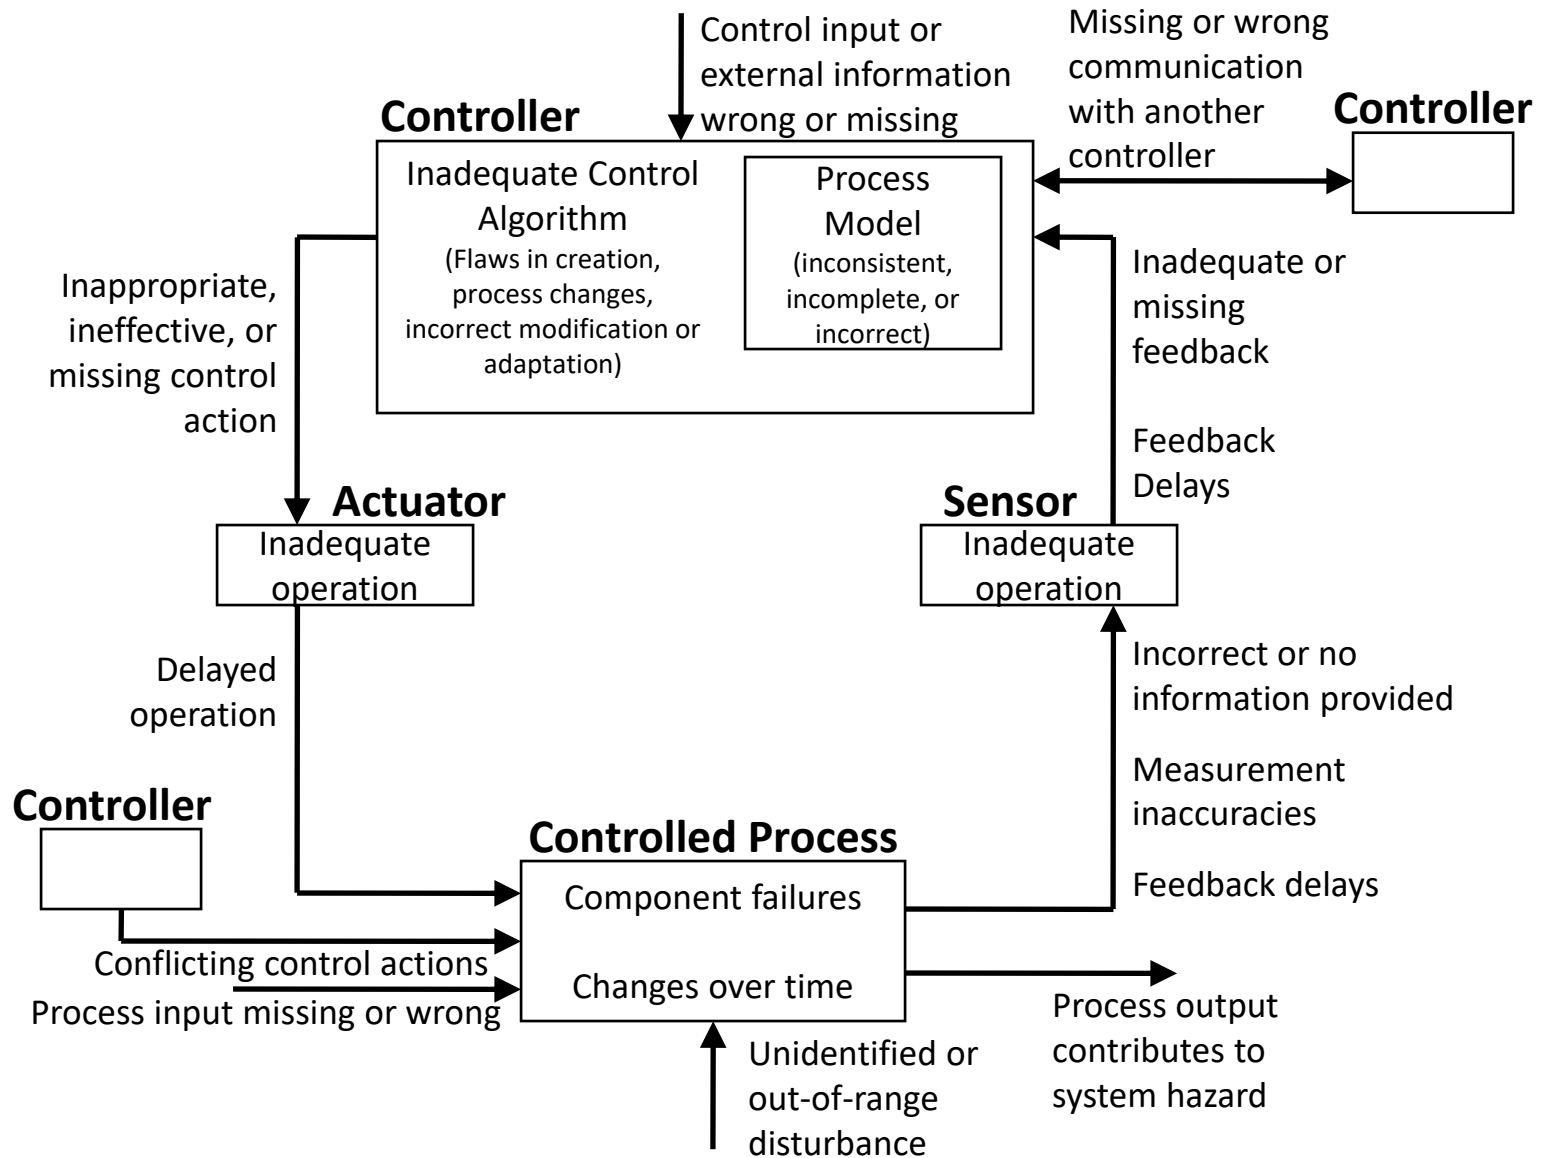 Control input or
external information
wrong or missing
Missing or wrong
communication
with another
controller
Controller
Controller
Inadequate Control
Algorithm
(Flaws in creation,
process changes,
incorrect modification or
adaptation)
Process
Model
(inconsistent,
incomplete, or
incorrect)
Inappropriate,
ineffective, or
missing control
action
Inadequate or
missing
feedback
Feedback
Delays
Actuator
Inadequate
operation
Sensor
Inadequate
operation
Delayed
operation
Incorrect or no
information provided
Measurement
inaccuracies
Feedback delays
Controller
Controlled Process
Component failures
Changes over time
Conflicting control actions
Process input missing or wrong
Unidentified or
out-of-range
disturbance
Process output
contributes to
system hazard